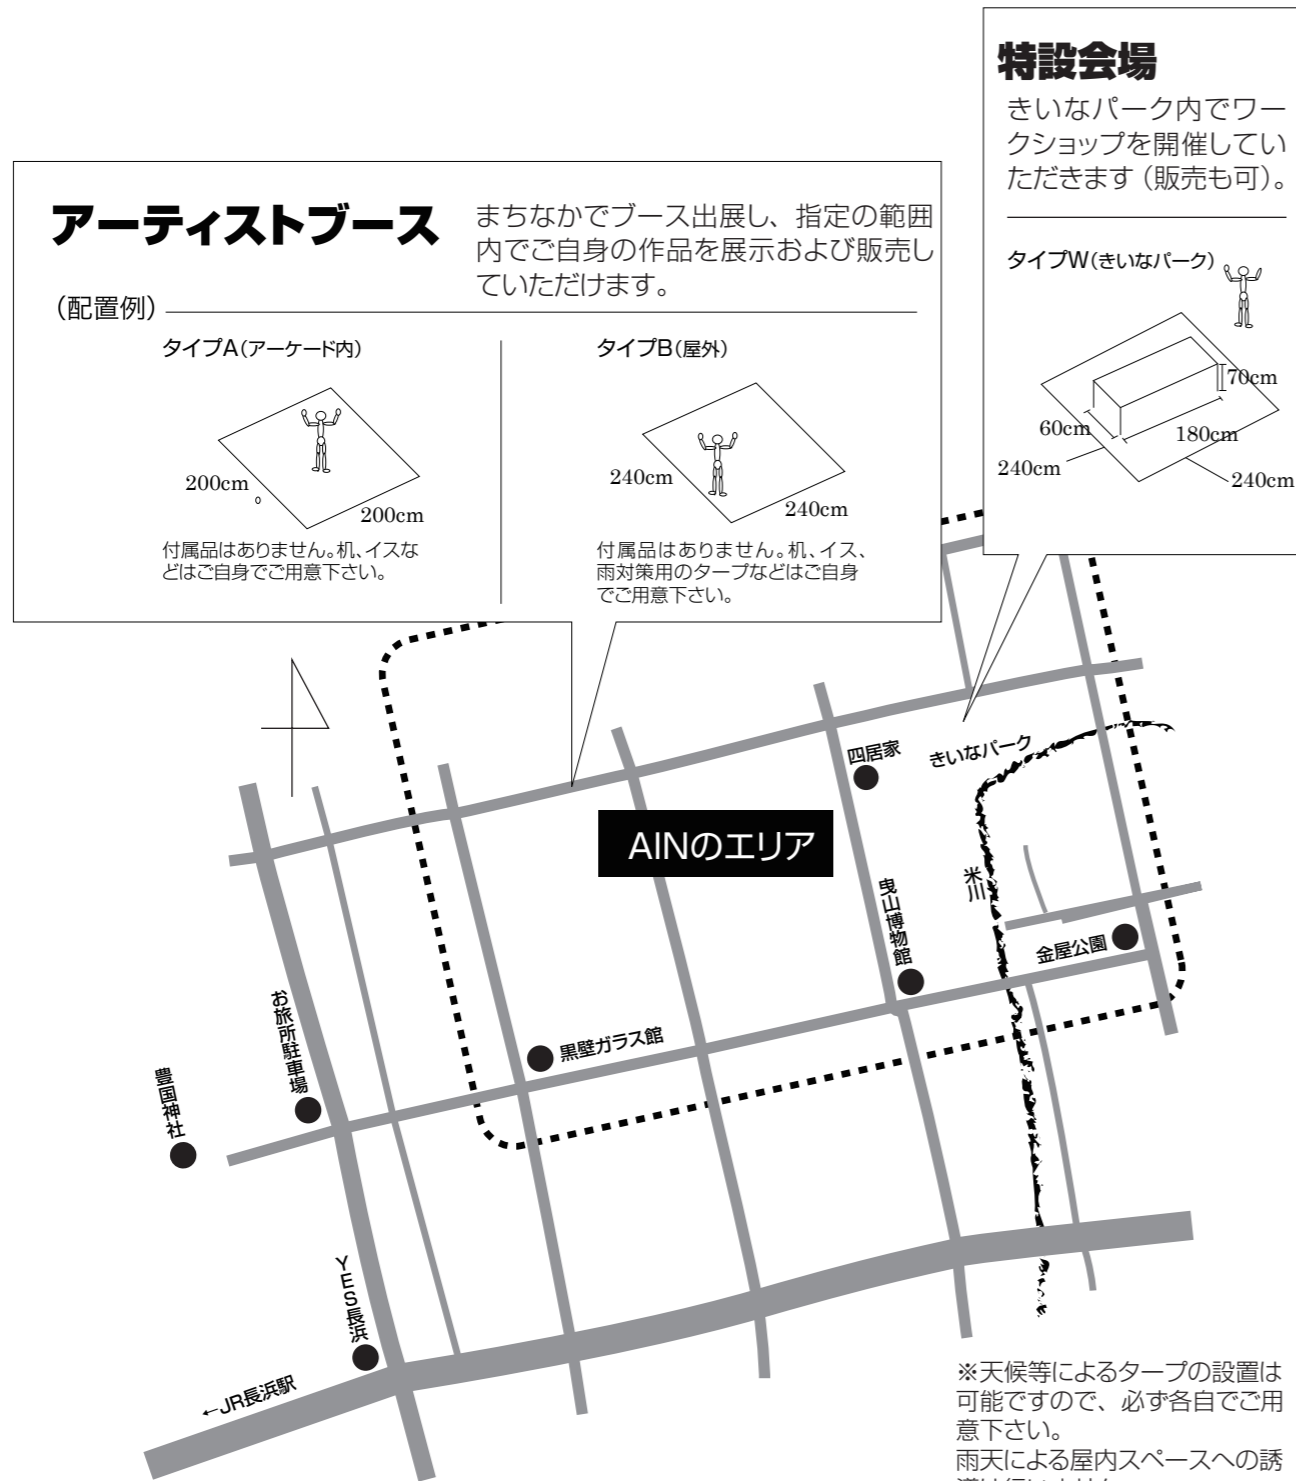 特設会場
きいなパーク内でワー
クショップを開催してい
ただきます（販売も可）。
タイプW（きいなパーク）
70cm
60cm
180cm
240cm
240cm
アーティストブース
まちなかでブース出展し、指定の範囲
内でご自身の作品を展示および販売し
ていただけます。
（配置例）
タイプA（アーケード内）
200cm
200cm
付属品はありません。机、イスな
どはご自身でご用意下さい。
タイプB（屋外）
240cm
240cm
付属品はありません。机、イス、
雨対策用のタープなどはご自身
でご用意下さい。
四居家
きいなパーク
AINのエリア
米川
曳山博物館
金屋公園
お旅所駐車場
黒壁ガラス館
豊国神社
YES長浜
←JR長浜駅
※天候等によるタープの設置は
可能ですので、必ず各自でご用
意下さい。
雨天による屋内スペースへの誘